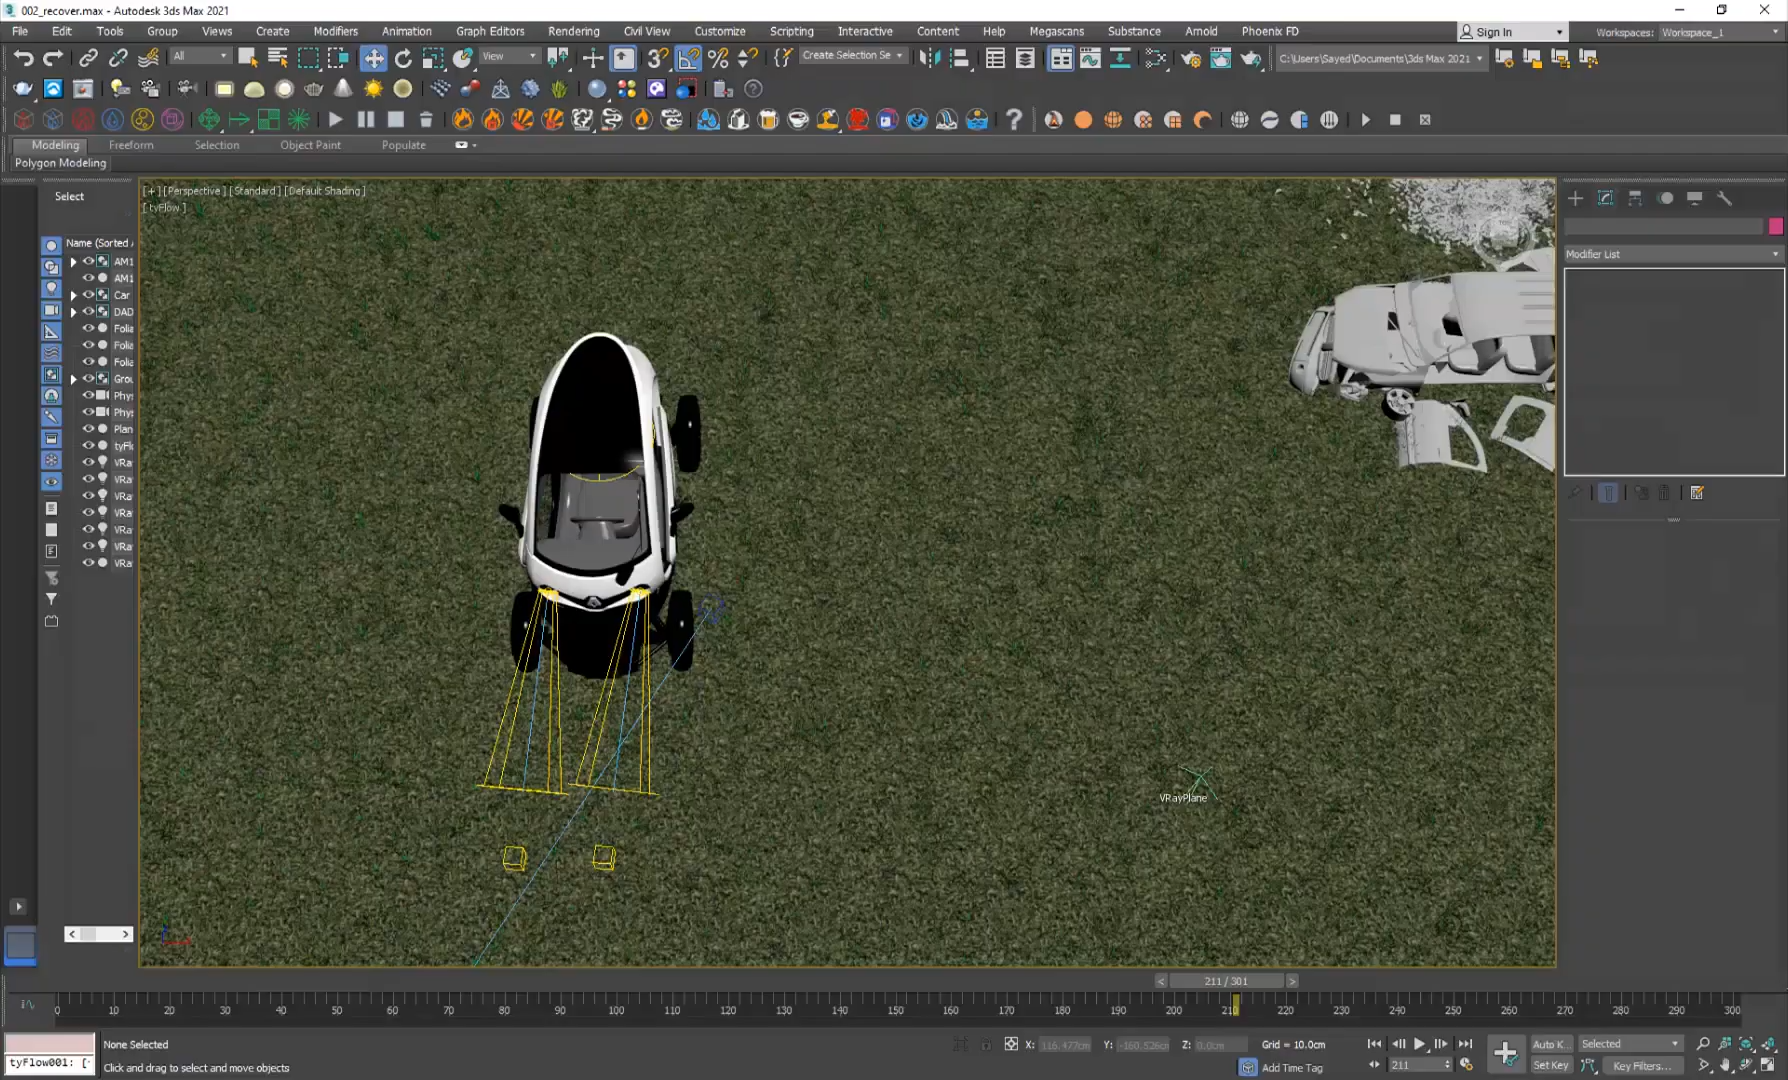 002_recover.max - Autodesk 3ds Max 2021
File Edit Tools Group Views Create Modifiers Animation Graph Editors Rendering Civil View Customize Scripting Interactive Content Help Megascans Substance Arnold Phoenix FD Sign In Workspaces: Workspace_1
All View Create Selection Se C:\Users\Sayed\Documents\3ds Max 2021
Modeling Freeform Selection Object Paint Populate
Polygon Modeling
Select
[+] [Perspective] [Standard] [Default Shading]
[tyFlow]
Name (Sorted A
AM1
AM1
Car
DAD
Folia
Folia
Folia
Grou
Phys
Phys
Plan
tyFl
VRa
VRa
VRa
VRa
VRa
VRa
VRa
Modifier List
VRayPlane
211 / 301
0 10 20 30 40 50 60 70 80 90 100 110 120 130 140 150 160 170 180 190 200 210 220 230 240 250 260 270 280 290 300
None Selected
X: 116.477cm Y: -160.526cm Z: 0.0cm Grid = 10.0cm
Auto K... Selected
tyFlow001: [
Click and drag to select and move objects
Add Time Tag
211
Set Key Key Filters...